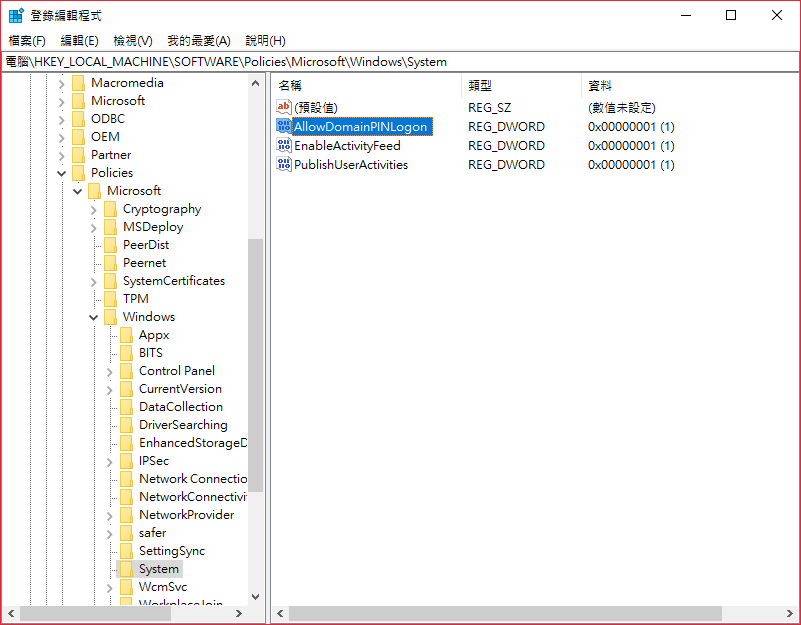 登錄編輯程式
檔案(F) 編輯(E) 檢視(V) 我的最愛(A) 說明(H)
電腦\HKEY_LOCAL_MACHINE\SOFTWARE\Policies\Microsoft\Windows\System
Macromedia
Microsoft
ODBC
OEM
Partner
Policies
Microsoft
Cryptography
MSDeploy
PeerDist
Peernet
SystemCertificates
TPM
Windows
Appx
BITS
Control Panel
CurrentVersion
DataCollection
DriverSearching
EnhancedStorageD
IPSec
Network Connectio
NetworkConnectivi
NetworkProvider
safer
SettingSync
System
WcmSvc
WorkplaceJoin
名稱 類型 資料
ab (預設值) REG_SZ (數值未設定)
AllowDomainPINLogon REG_DWORD 0x00000001 (1)
EnableActivityFeed REG_DWORD 0x00000001 (1)
PublishUserActivities REG_DWORD 0x00000001 (1)